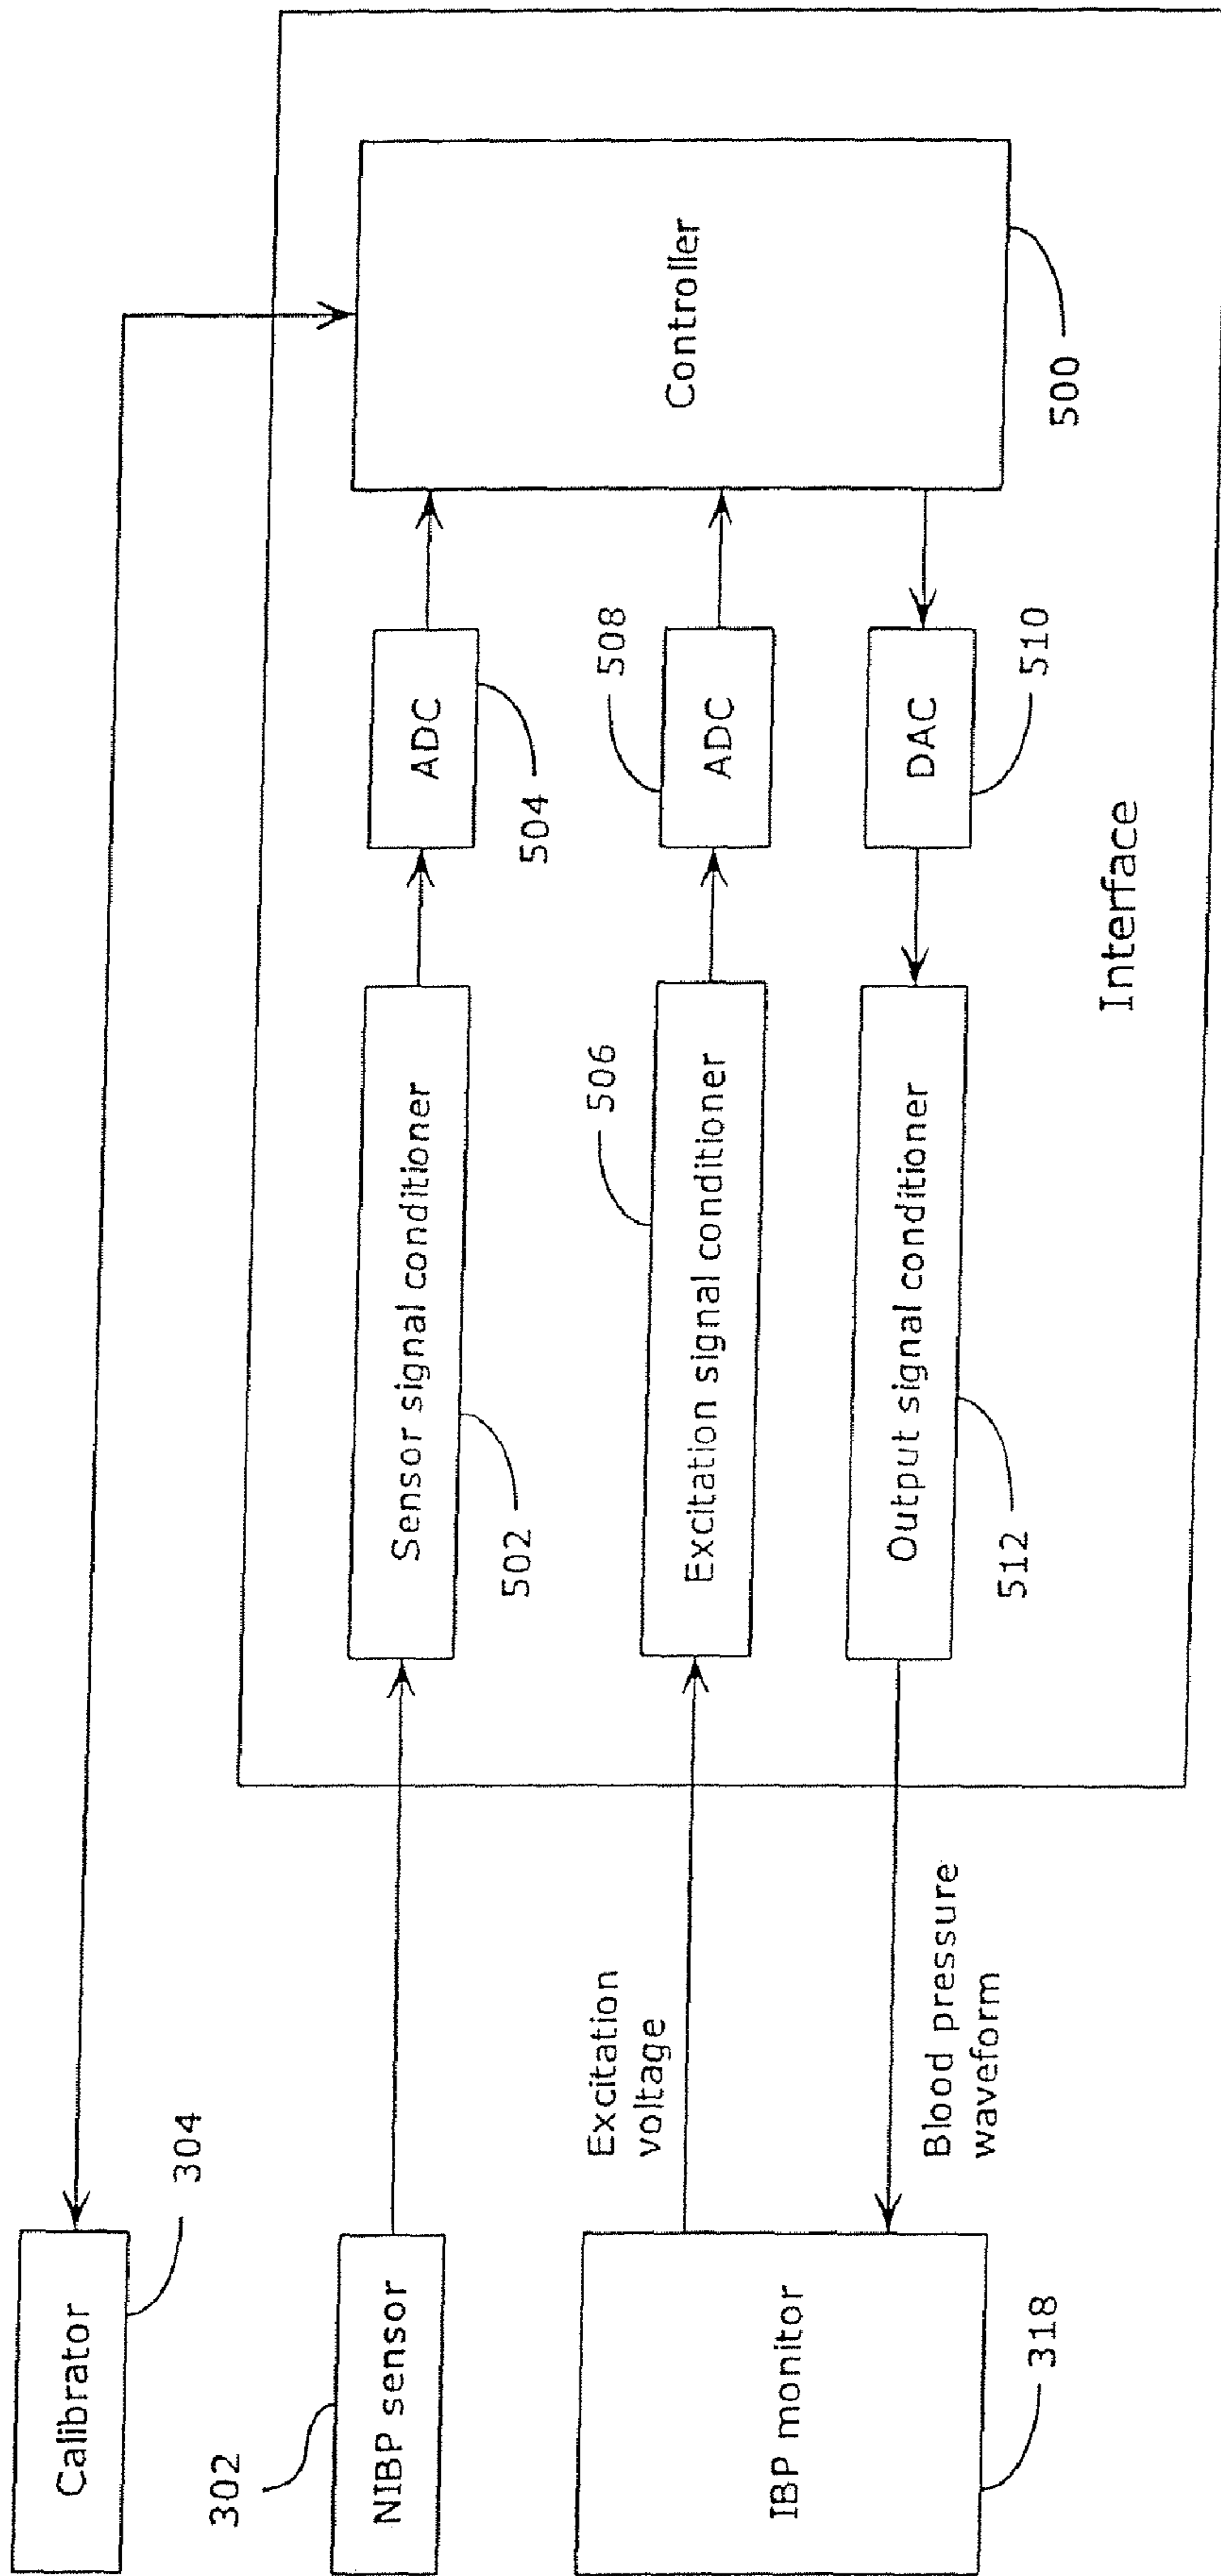 Calibrator
304
302
NIBP sensor
Sensor signal conditioner
502
ADC
504
Controller
500
Excitation
voltage
506
Excitation signal conditioner
508
ADC
IBP monitor
318
Blood pressure
waveform
Output signal conditioner
512
DAC
510
Interface